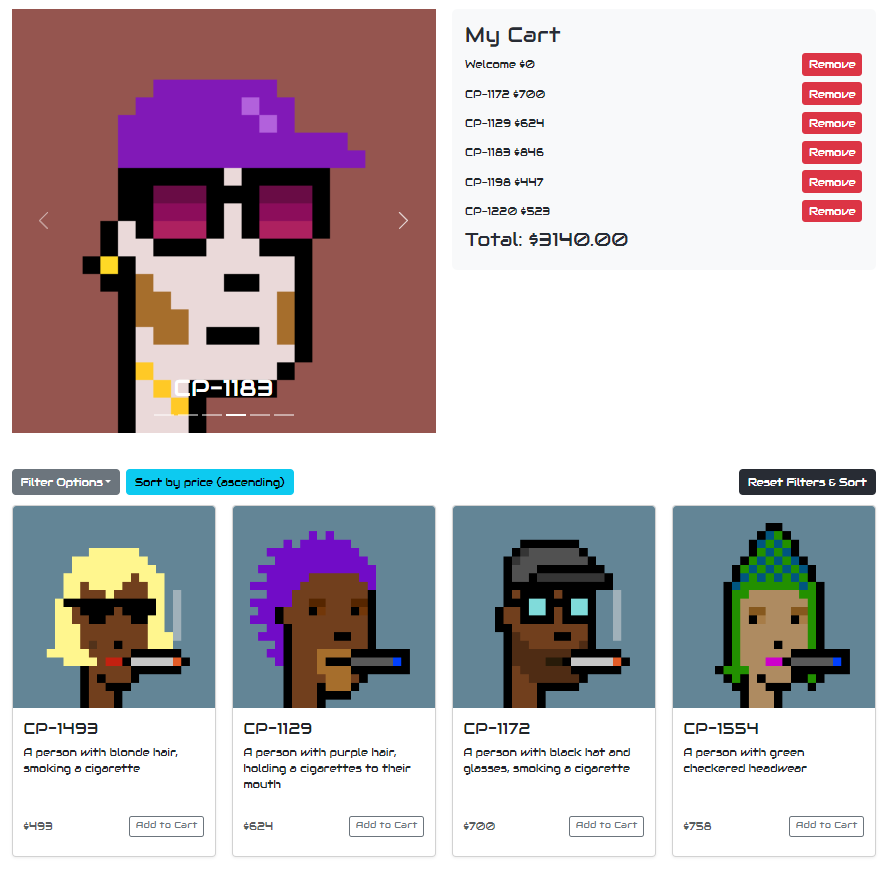 CP-1183
My Cart
Welcome $0
Remove
CP-1172 $700
Remove
CP-1129 $624
Remove
CP-1183 $846
Remove
CP-1198 $447
Remove
CP-1220 $523
Remove
Total: $3140.00
Filter Options
Sort by price (ascending)
Reset Filters & Sort
CP-1493
A person with blonde hair,
smoking a cigarette
$493
Add to Cart
CP-1129
A person with purple hair,
holding a cigarettes to their
mouth
$624
Add to Cart
CP-1172
A person with black hat and
glasses, smoking a cigarette
$700
Add to Cart
CP-1554
A person with green
checkered headwear
$758
Add to Cart